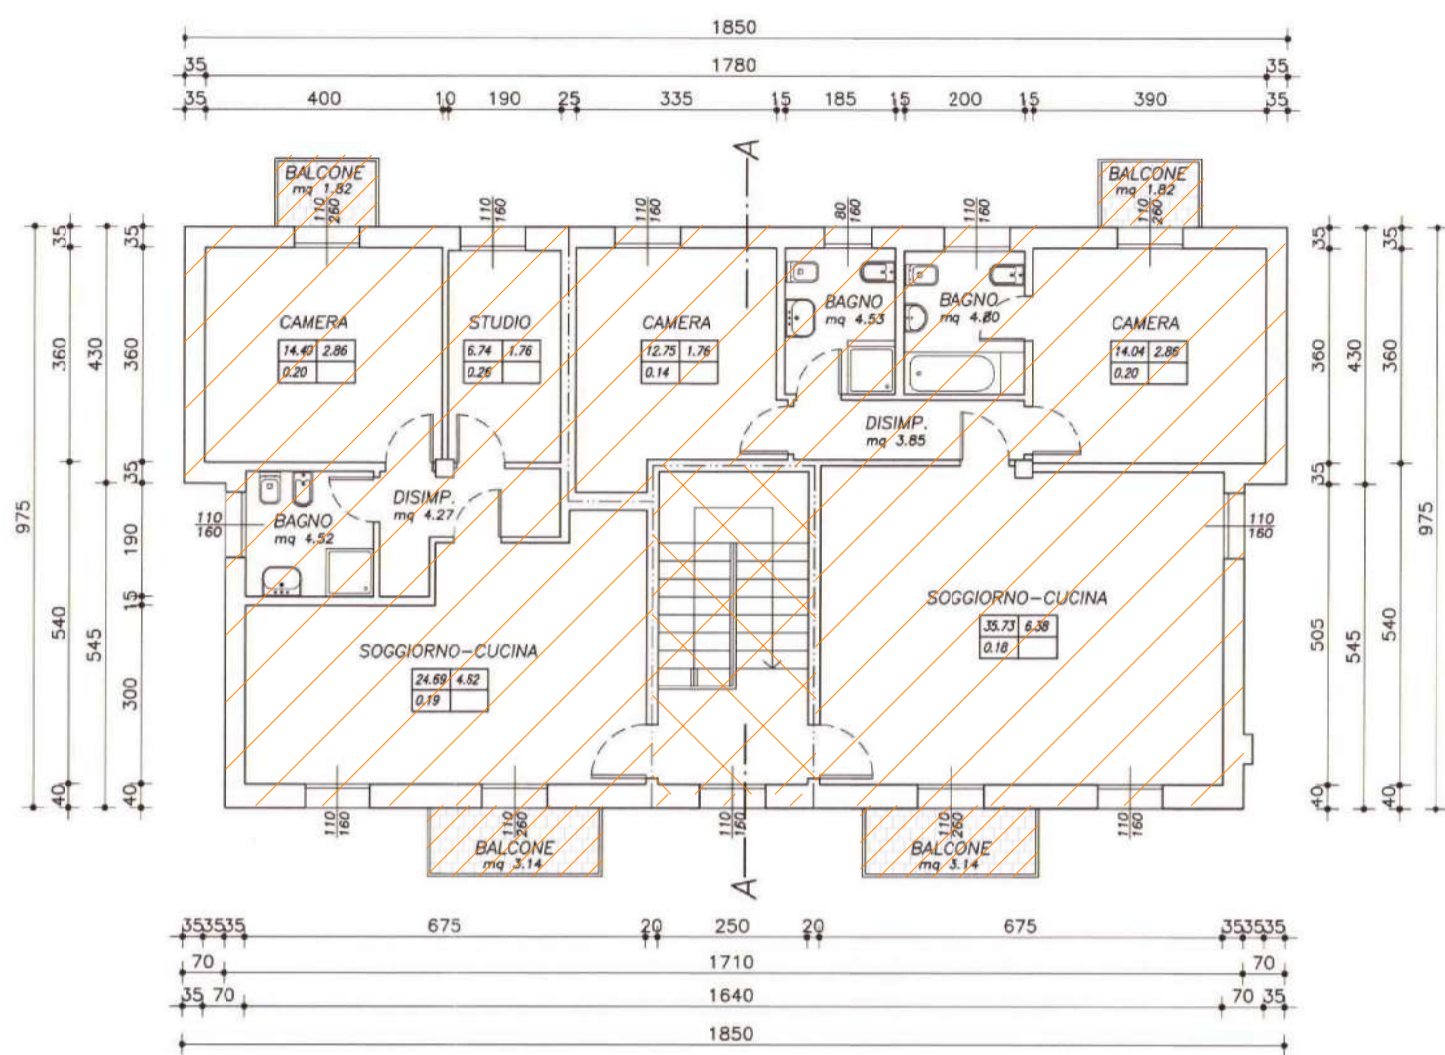 1850
35 1780 35
35 400 10 190 25 335 15 185 15 200 15 390 35
A
BALCONE
mq 1.82
110
260
110
160
110
160
80
160
110
160
BALCONE
mq 1.82
110
260
975
35 360 540 40
430 545
35 360 35 190 15 300 40
CAMERA
14.40 2.86
0.20
STUDIO
6.74 1.76
0.26
CAMERA
12.75 1.76
0.14
BAGNO
mq 4.53
BAGNO
mq 4.80
CAMERA
14.04 2.86
0.20
DISIMP.
mq 3.85
35 360 35 505 40
430 545
35 360 540 40
975
110
160
BAGNO
mq 4.52
DISIMP.
mq 4.27
110
160
SOGGIORNO-CUCINA
24.69 4.62
0.19
SOGGIORNO-CUCINA
35.73 6.38
0.18
110
160
110
260
BALCONE
mq 3.14
110
160
A
110
260
BALCONE
mq 3.14
110
160
35 35 35 675 20 250 20 675 35 35 35
70 1710 70
35 70 1640 70 35
1850